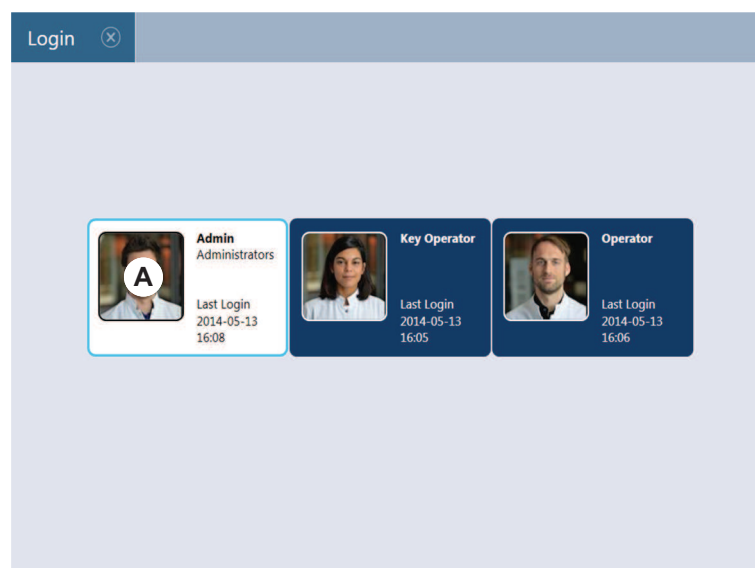 Login
A
Admin
Administrators
Last Login
2014-05-13
16:08
Key Operator
Last Login
2014-05-13
16:05
Operator
Last Login
2014-05-13
16:06